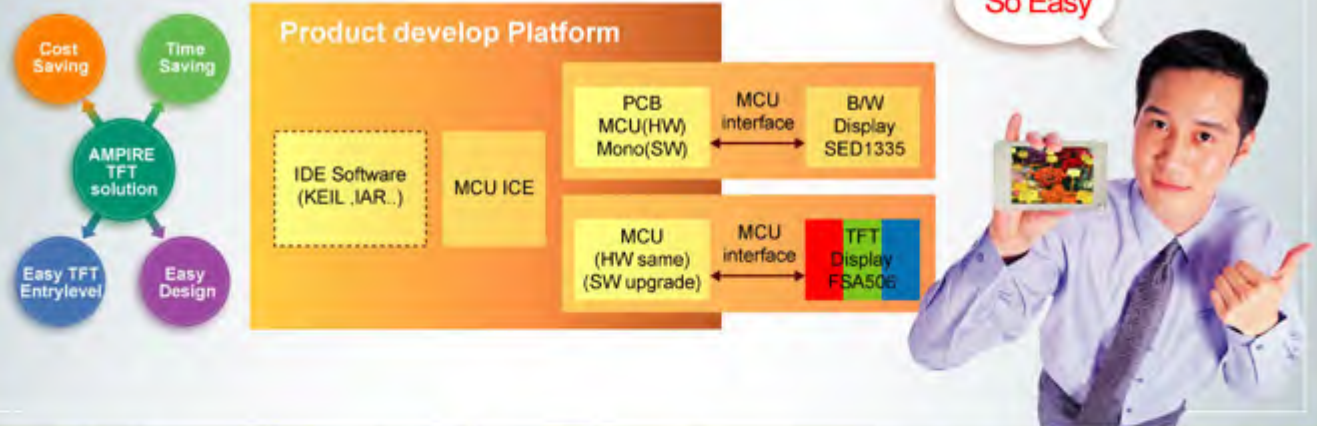 So Easy
Product develop Platform
Cost
Saving
Time
Saving
AMPIRE
TFT
solution
Easy TFT
Entrylevel
Easy
Design
IDE Software
(KEIL ,IAR..)
MCU ICE
PCB
MCU(HW)
Mono(SW)
MCU
interface
B/W
Display
SED1335
MCU
(HW same)
(SW upgrade)
MCU
interface
TFT
Display
FSA506